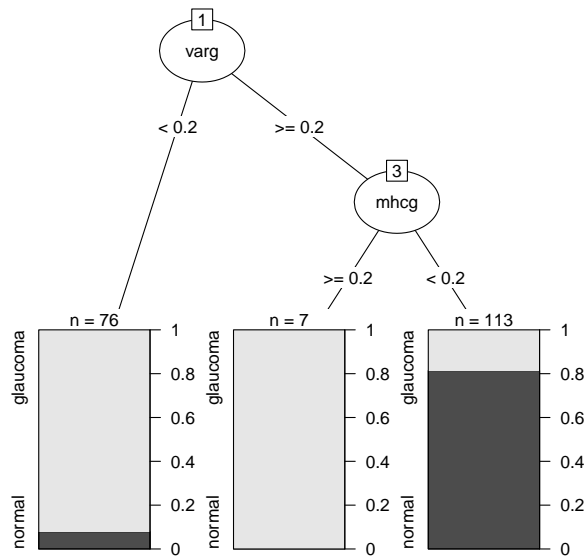 1
varg
< 0.2
>= 0.2
3
mhcg
>= 0.2
< 0.2
n = 76
normal
glaucoma
0
0.2
0.4
0.6
0.8
1
n = 7
normal
glaucoma
0
0.2
0.4
0.6
0.8
1
n = 113
normal
glaucoma
0
0.2
0.4
0.6
0.8
1